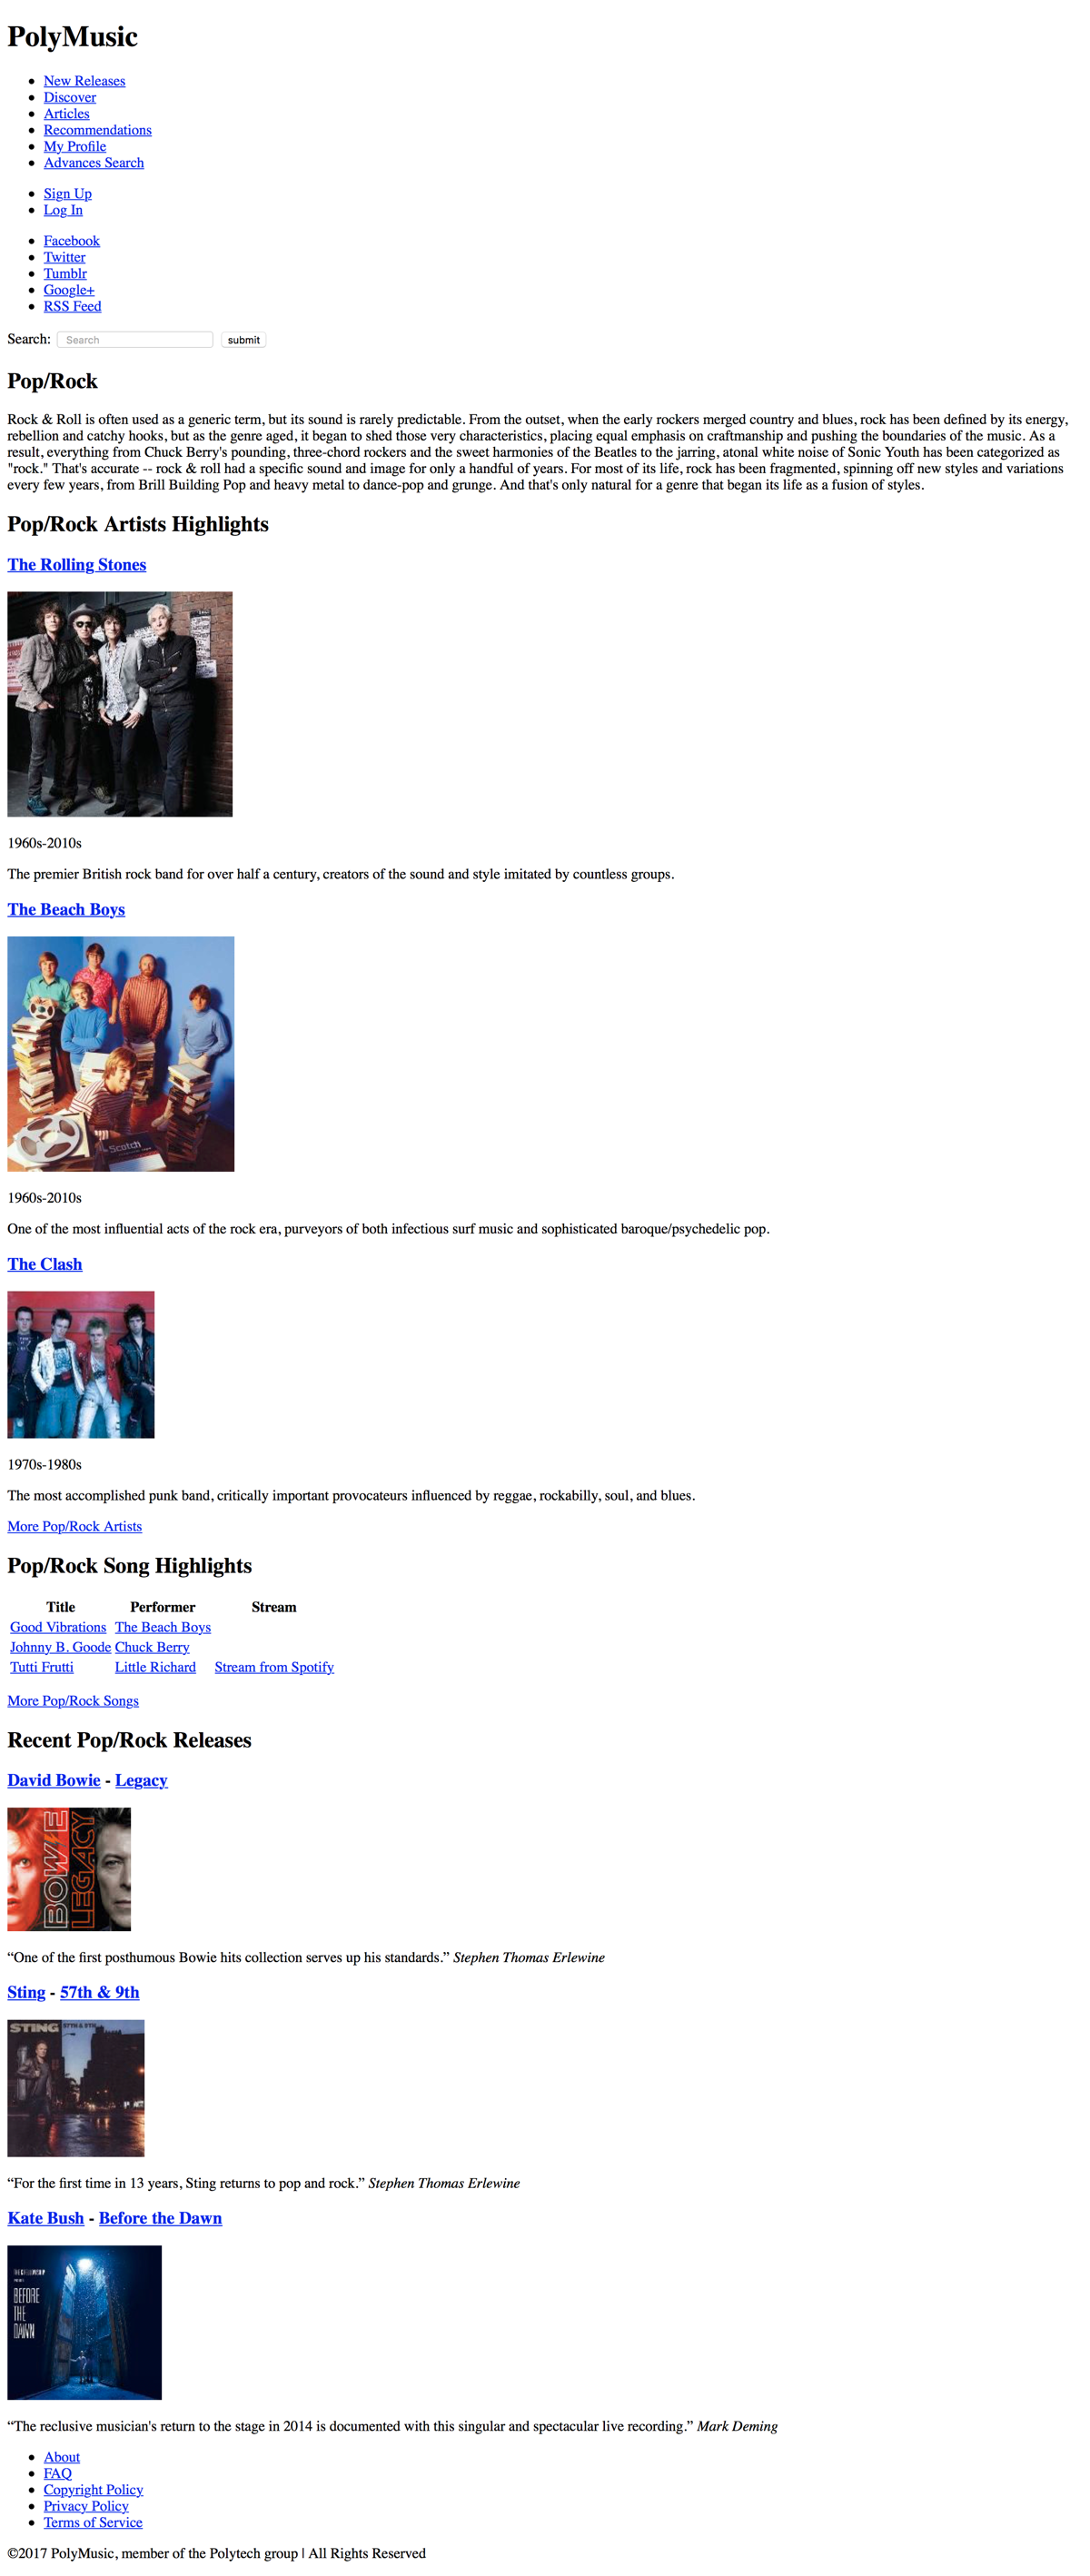 PolyMusic
New Releases
Discover
Articles
Recommendations
My Profile
Advances Search
Sign Up
Log In
Facebook
Twitter
Tumblr
Google+
RSS Feed
Search: Search submit
Pop/Rock
Rock & Roll is often used as a generic term, but its sound is rarely predictable. From the outset, when the early rockers merged country and blues, rock has been defined by its energy,
rebellion and catchy hooks, but as the genre aged, it began to shed those very characteristics, placing equal emphasis on craftmanship and pushing the boundaries of the music. As a
result, everything from Chuck Berry's pounding, three-chord rockers and the sweet harmonies of the Beatles to the jarring, atonal white noise of Sonic Youth has been categorized as
"rock." That's accurate -- rock & roll had a specific sound and image for only a handful of years. For most of its life, rock has been fragmented, spinning off new styles and variations
every few years, from Brill Building Pop and heavy metal to dance-pop and grunge. And that's only natural for a genre that began its life as a fusion of styles.
Pop/Rock Artists Highlights
The Rolling Stones
1960s-2010s
The premier British rock band for over half a century, creators of the sound and style imitated by countless groups.
The Beach Boys
Scotch
1960s-2010s
One of the most influential acts of the rock era, purveyors of both infectious surf music and sophisticated baroque/psychedelic pop.
The Clash
1970s-1980s
The most accomplished punk band, critically important provocateurs influenced by reggae, rockabilly, soul, and blues.
More Pop/Rock Artists
Pop/Rock Song Highlights
Title Performer Stream
Good Vibrations The Beach Boys
Johnny B. Goode Chuck Berry
Tutti Frutti Little Richard Stream from Spotify
More Pop/Rock Songs
Recent Pop/Rock Releases
David Bowie - Legacy
BOWIE
LEGACY
“One of the first posthumous Bowie hits collection serves up his standards.” Stephen Thomas Erlewine
Sting - 57th & 9th
STING 57TH & 9TH
“For the first time in 13 years, Sting returns to pop and rock.” Stephen Thomas Erlewine
Kate Bush - Before the Dawn
BEFORE
THE
DAWN
“The reclusive musician's return to the stage in 2014 is documented with this singular and spectacular live recording.” Mark Deming
About
FAQ
Copyright Policy
Privacy Policy
Terms of Service
©2017 PolyMusic, member of the Polytech group | All Rights Reserved